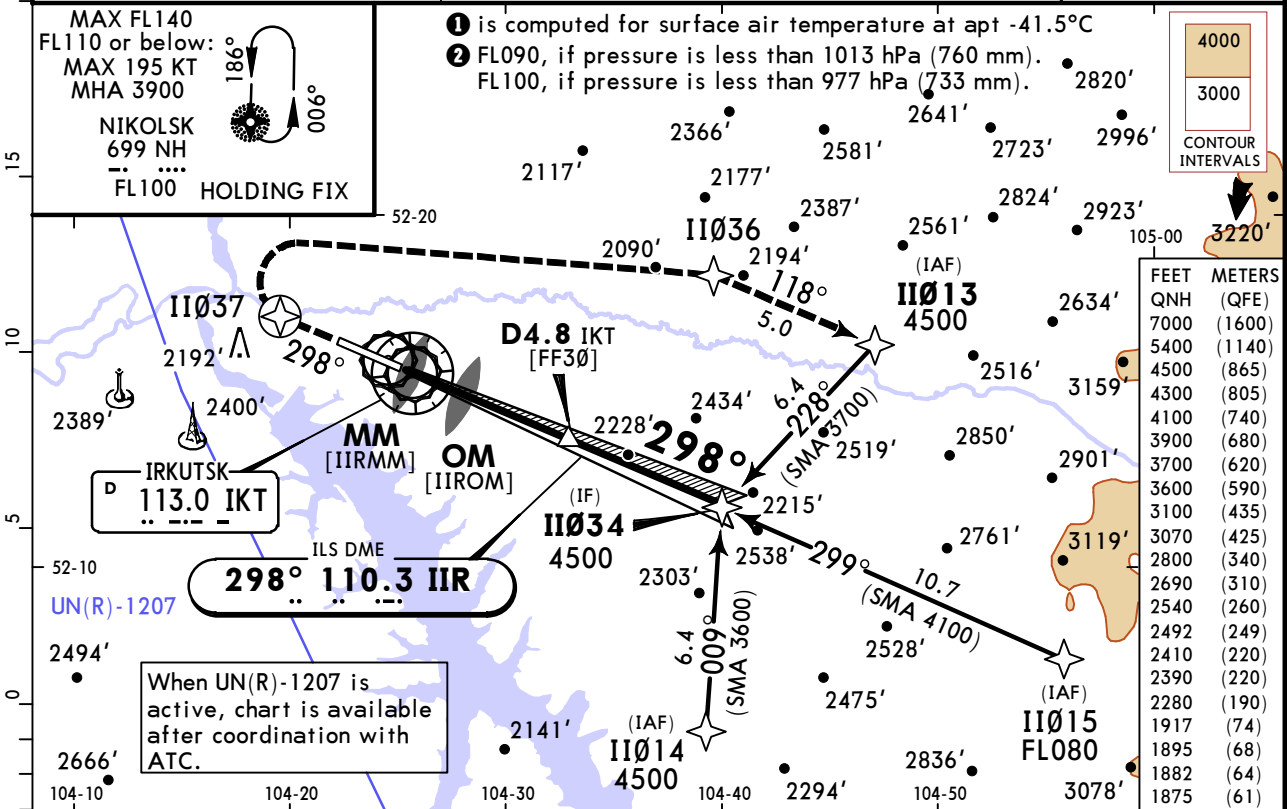 MAX FL140
FL110 or below:
MAX 195 KT
MHA 3900
186°
006°
NIKOLSK
699 NH
FL100
HOLDING FIX
❶ is computed for surface air temperature at apt -41.5°C
❷ FL090, if pressure is less than 1013 hPa (760 mm).
FL100, if pressure is less than 977 hPa (733 mm).
4000
3000
CONTOUR
INTERVALS
15
10
5
0
2820'
2641'
2366'
2581'
2723'
2996'
2117'
2177'
2387'
2824'
2561'
2923'
3220'
52-20
105-00
2090'
IIØ36
2194'
118°
5.0
(IAF)
IIØ13
4500
2634'
2516'
3159'
IIØ37
2192'
298°
D4.8 IKT
[FF3Ø]
2389'
2400'
MM
[IIRMM]
OM
[IIROM]
2228'
2434'
298°
6.4
228°
(SMA 3700)
2519'
2850'
2901'
IRKUTSK
D 113.0 IKT
(IF)
IIØ34
4500
2215'
2538'
2761'
3119'
ILS DME
298° 110.3 IIR
52-10
UN(R)-1207
2303'
299°
10.7
(SMA 4100)
6.4
009°
(SMA 3600)
2528'
2494'
2475'
When UN(R)-1207 is
active, chart is available
after coordination with
ATC.
2141'
(IAF)
IIØ14
4500
(IAF)
IIØ15
FL080
2666'
2294'
2836'
3078'
104-10
104-20
104-30
104-40
104-50
FEET METERS
QNH (QFE)
7000 (1600)
5400 (1140)
4500 (865)
4300 (805)
4100 (740)
3900 (680)
3700 (620)
3600 (590)
3100 (435)
3070 (425)
2800 (340)
2690 (310)
2540 (260)
2492 (249)
2410 (220)
2390 (220)
2280 (190)
1917 (74)
1895 (68)
1882 (64)
1875 (61)